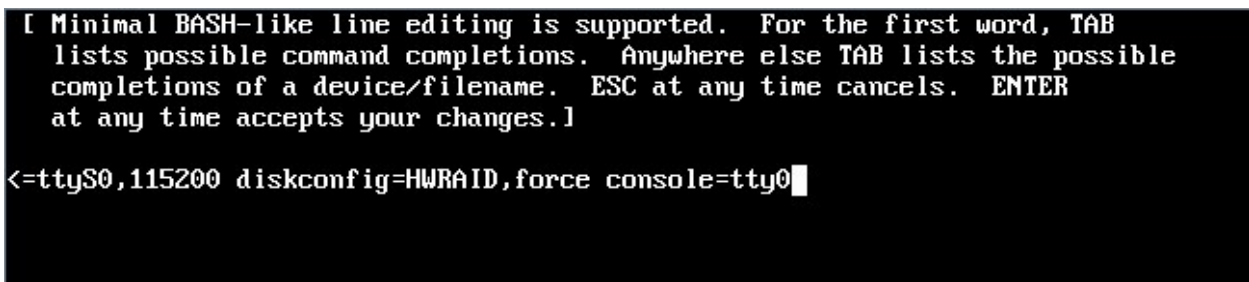 [ Minimal BASH-like line editing is supported.  For the first word, TAB
lists possible command completions.  Anywhere else TAB lists the possible
completions of a device/filename.  ESC at any time cancels.  ENTER
at any time accepts your changes.]
<=ttyS0,115200 diskconfig=HWRAID,force console=tty0